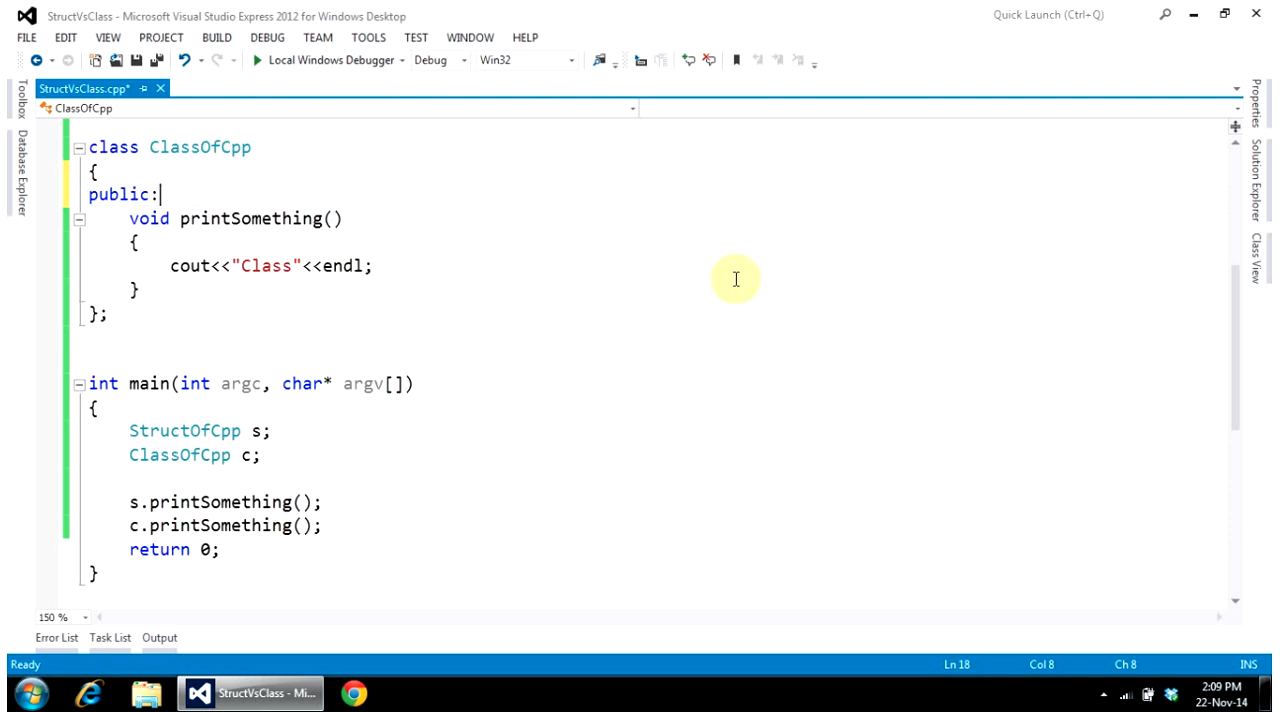 StructVsClass - Microsoft Visual Studio Express 2012 for Windows Desktop
Quick Launch (Ctrl+Q)
FILE EDIT VIEW PROJECT BUILD DEBUG TEAM TOOLS TEST WINDOW HELP
Local Windows Debugger Debug Win32
StructVsClass.cpp*
ClassOfCpp
Toolbox
Database Explorer
class ClassOfCpp
{
public:
void printSomething()
{
cout<<"Class"<<endl;
}
};
int main(int argc, char* argv[])
{
StructOfCpp s;
ClassOfCpp c;
s.printSomething();
c.printSomething();
return 0;
}
Properties
Solution Explorer
Class View
150 %
Error List Task List Output
Ready Ln 18 Col 8 Ch 8 INS
StructVsClass - Mi...
2:09 PM
22-Nov-14